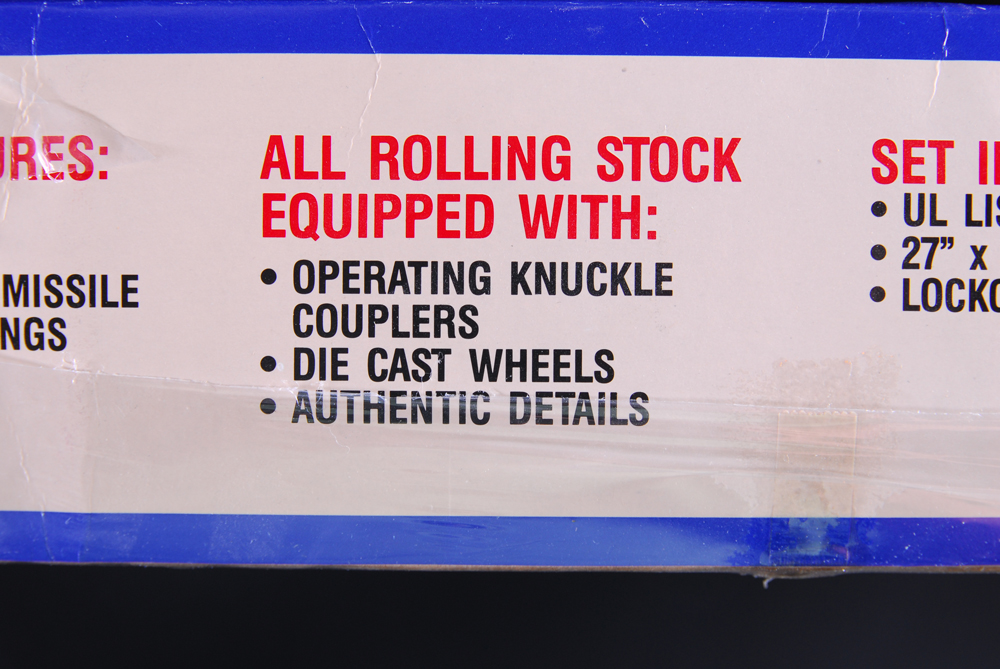 URES:
MISSILE
NGS
ALL ROLLING STOCK
EQUIPPED WITH:
• OPERATING KNUCKLE
COUPLERS
• DIE CAST WHEELS
• AUTHENTIC DETAILS
SET I
• UL LIS
• 27” x
• LOCKO